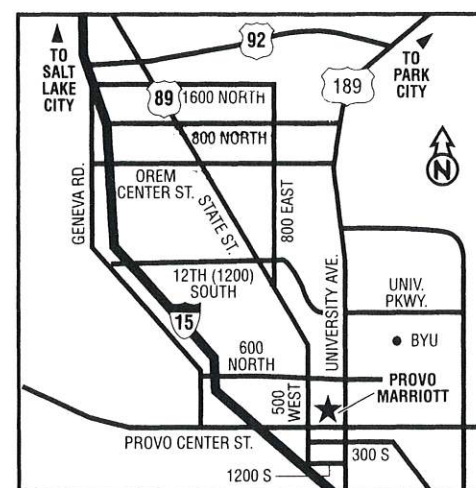 TO
SALT
LAKE
CITY
92
TO
PARK
CITY
189
89
1600 NORTH
800 NORTH
N
OREM
CENTER ST.
GENEVA RD.
STATE ST.
800 EAST
UNIVERSITY AVE.
12TH (1200)
SOUTH
UNIV.
PKWY.
15
BYU
600
NORTH
500
WEST
PROVO
MARRIOTT
PROVO CENTER ST.
300 S
1200 S